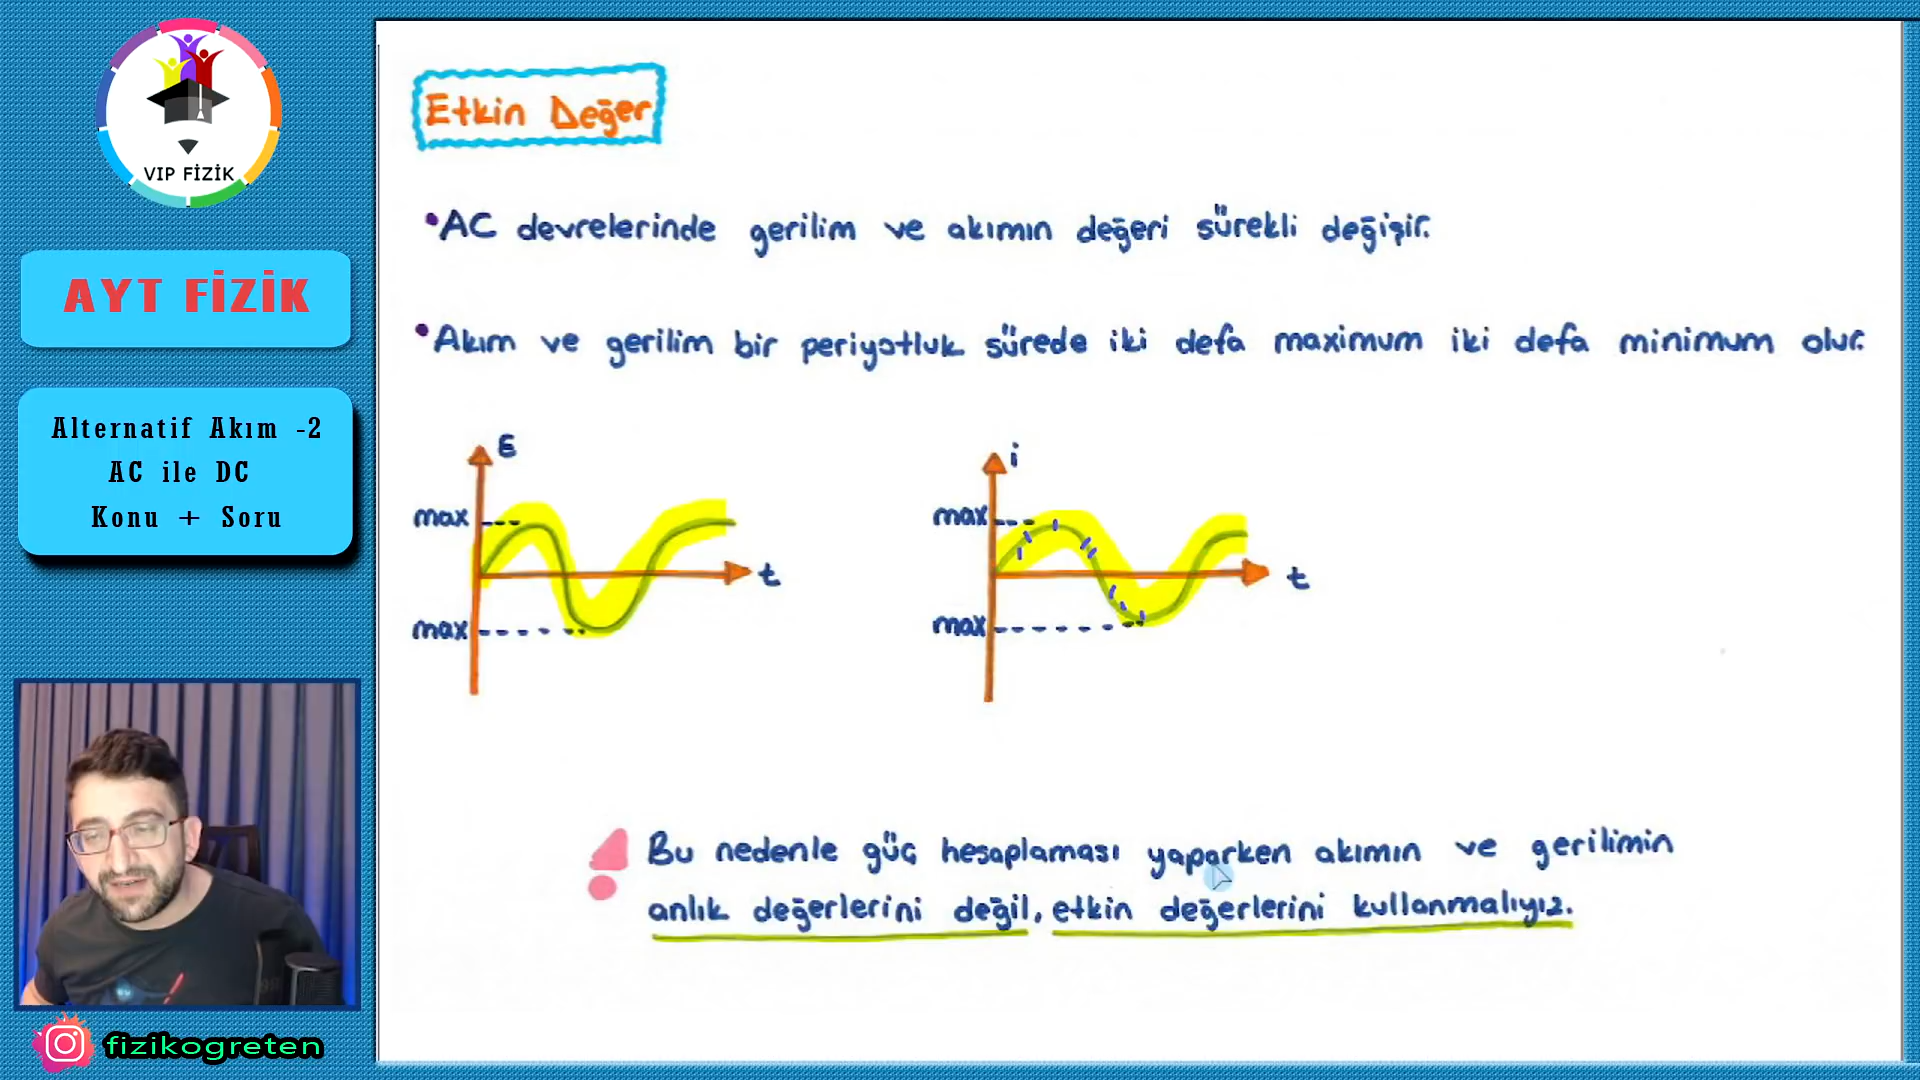 VIP FİZİK
AYT FİZİK
Alternatif Akım -2
AC ile DC
Konu + Soru
fizikogreten
Etkin Değer
•AC devrelerinde gerilim ve akımın değeri sürekli değişir.
•Akım ve gerilim bir periyotluk sürede iki defa maximum iki defa minimum olur.
ε
max
max
t
i
max
max
t
! Bu nedenle güç hesaplaması yaparken akımın ve gerilimin
anlık değerlerini değil, etkin değerlerini kullanmalıyız.